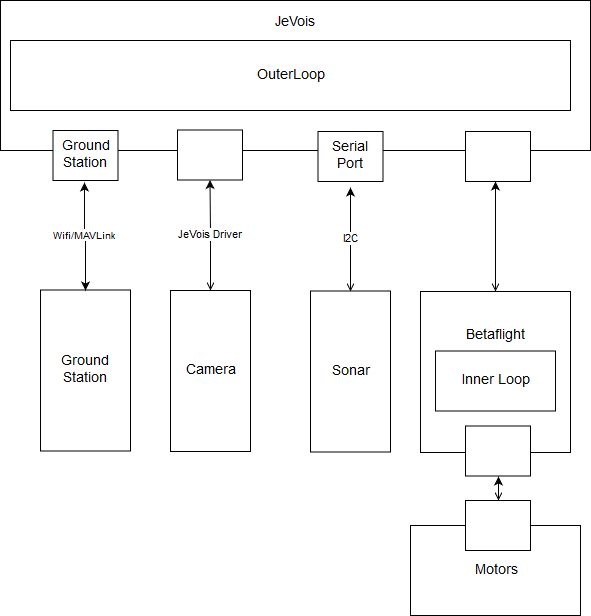 JeVois
OuterLoop
Ground
Station
Serial
Port
Wifi/MAVLink
JeVois Driver
I2C
Ground
Station
Camera
Sonar
Betaflight
Inner Loop
Motors